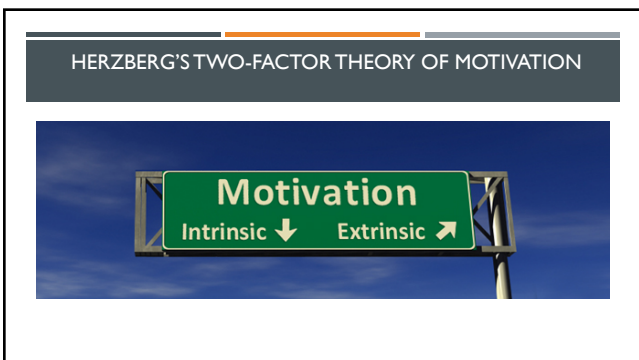 HERZBERG'S TWO-FACTOR THEORY OF MOTIVATION
Motivation
Intrinsic ↓ Extrinsic ↗